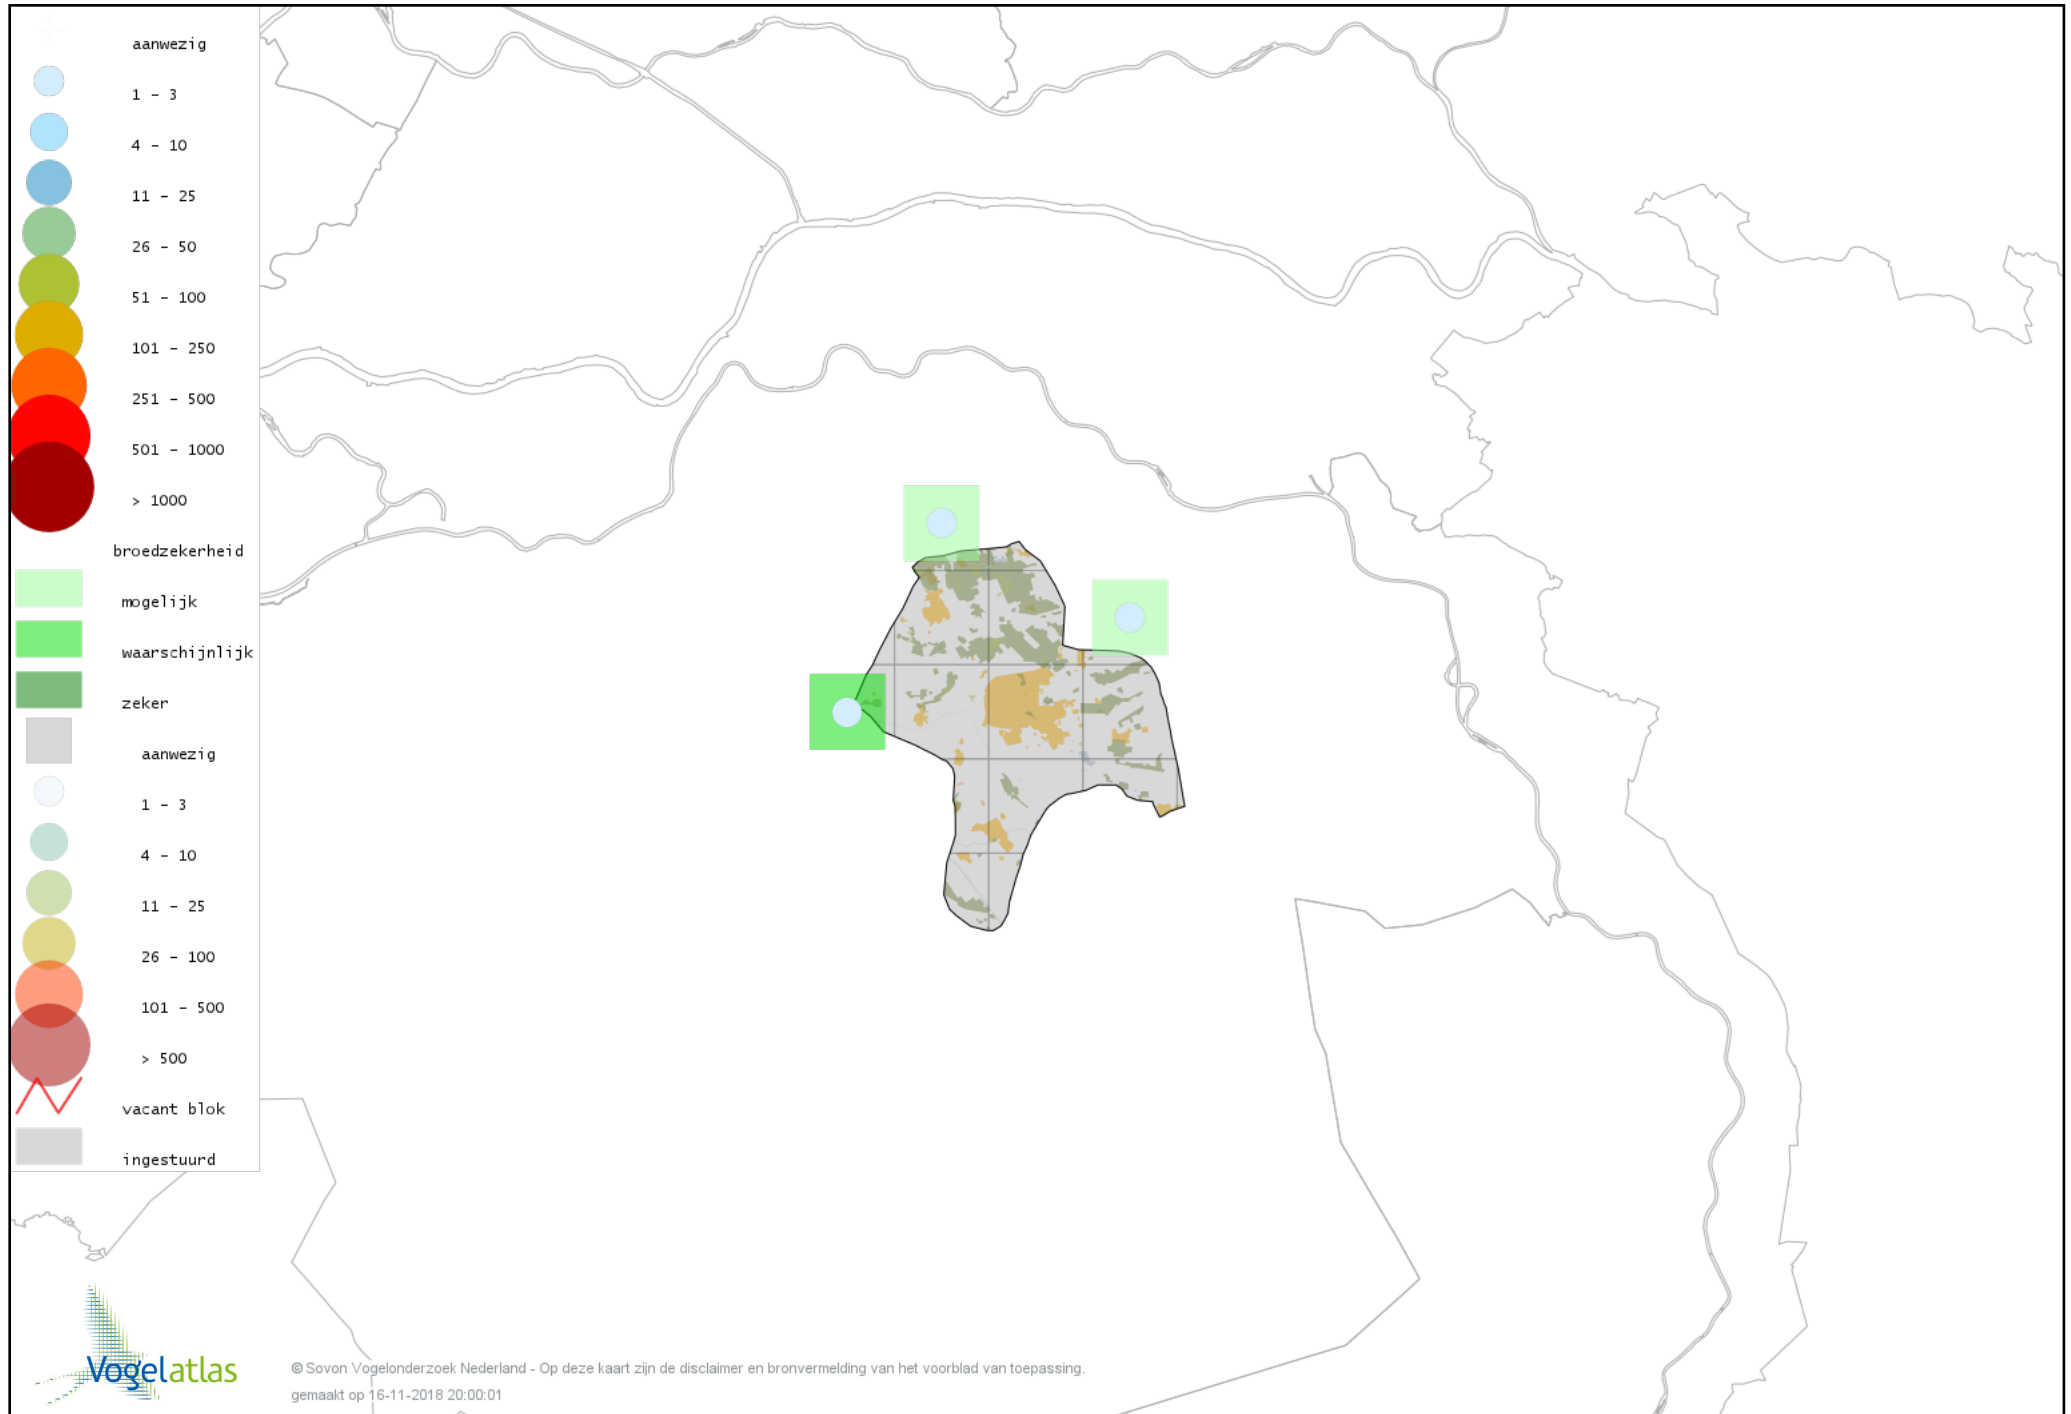 aanwezig
1 - 3
4 - 10
11 - 25
26 - 50
51 - 100
101 - 250
251 - 500
501 - 1000
> 1000
broedzekerheid
mogelijk
waarschijnlijk
zeker
aanwezig
1 - 3
4 - 10
11 - 25
26 - 100
101 - 500
> 500
vacant blok
ingestuurd
Vogelatlas
© Sovon Vogelonderzoek Nederland - Op deze kaart zijn de disclaimer en bronvermelding van het voorblad van toepassing.
gemaakt op 16-11-2018 20:00:01